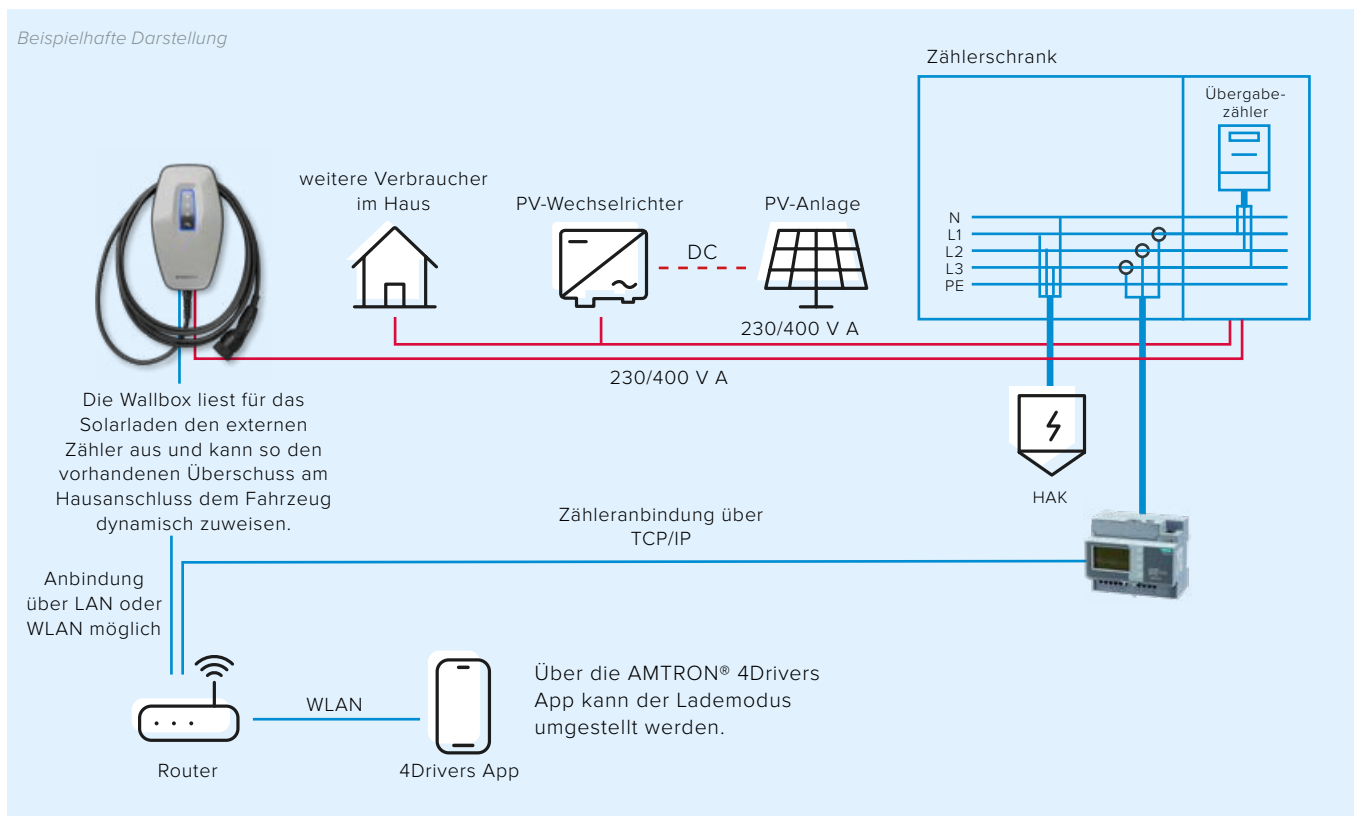 Beispielhafte Darstellung
Zählerschrank
Übergabe-
zähler
weitere Verbraucher
im Haus
PV-Wechselrichter
PV-Anlage
DC
N
L1
L2
L3
PE
230/400 V A
230/400 V A
Die Wallbox liest für das
Solarladen den externen
Zähler aus und kann so den
vorhandenen Überschuss am
Hausanschluss dem Fahrzeug
dynamisch zuweisen.
HAK
Zähleranbindung über
TCP/IP
Anbindung
über LAN oder
WLAN möglich
WLAN
Über die AMTRON® 4Drivers
App kann der Lademodus
umgestellt werden.
Router
4Drivers App